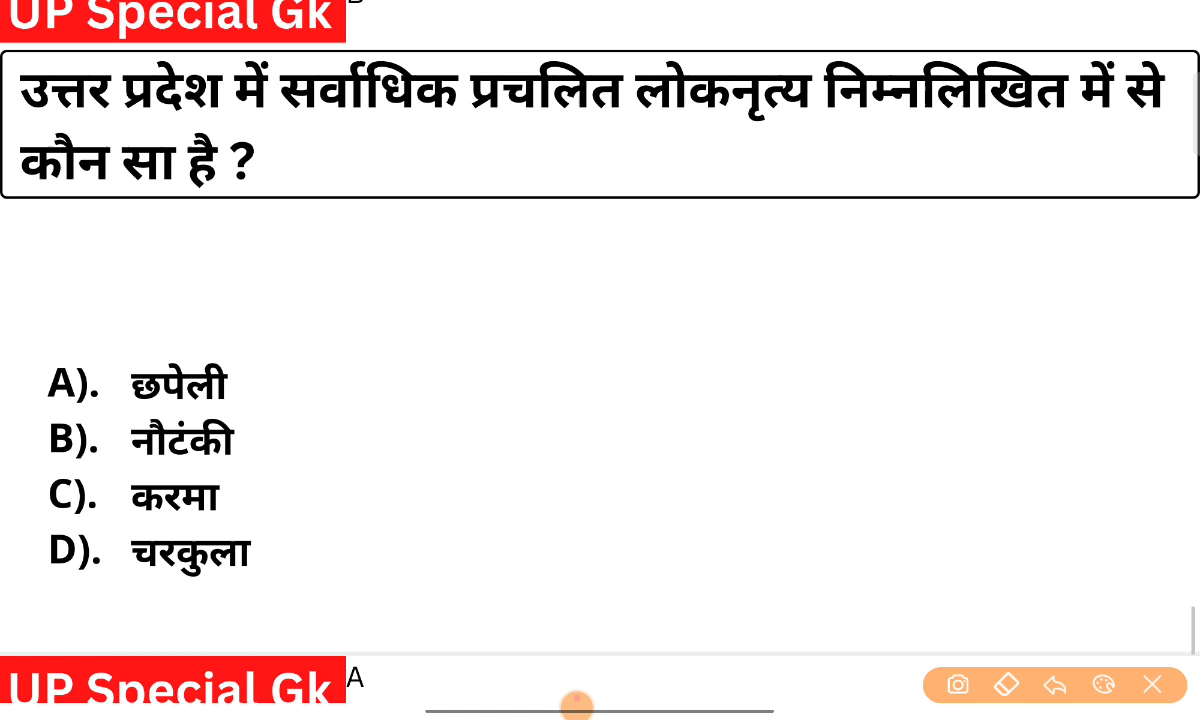 UP Special Gk
उत्तर प्रदेश में सर्वाधिक प्रचलित लोकनृत्य निम्नलिखित में से
कौन सा है ?
A). छपेली
B). नौटंकी
C). करमा
D). चरकुला
UP Special Gk A